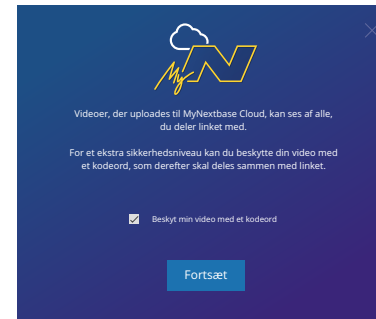 My N
Videoer, der uploades til MyNextbase Cloud, kan ses af alle,
du deler linket med.
For et ekstra sikkerhedsniveau kan du beskytte din video med
et kodeord, som derefter skal deles sammen med linket.
Beskyt min video med et kodeord
Fortsæt